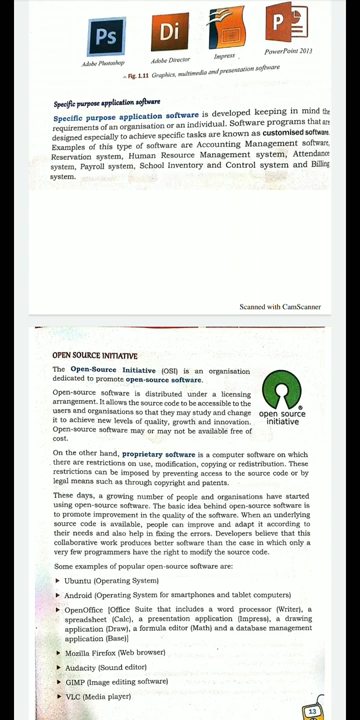 Ps
Di
P
Adobe Photoshop
Adobe Director
Impress
PowerPoint 2013
Fig. 1.11 Graphics, multimedia and presentation software
Specific purpose application software
Specific purpose application software is developed keeping in mind the
requirements of an organisation or an individual. Software programs that are
designed especially to achieve specific tasks are known as customised software.
Examples of this type of software are Accounting Management software,
Reservation system, Human Resource Management system, Attendance
system, Payroll system, School Inventory and Control system and Billing
system.
Scanned with CamScanner
OPEN SOURCE INITIATIVE
The Open-Source Initiative (OSI) is an organisation
dedicated to promote open-source software.
Open-source software is distributed under a licensing
arrangement. It allows the source code to be accessible to the
users and organisations so that they may study and change
it to achieve new levels of quality, growth and innovation.
Open-source software may or may not be available free of
cost.
open source
initiative
On the other hand, proprietary software is a computer software on which
there are restrictions on use, modification, copying or redistribution. These
restrictions can be imposed by preventing access to the source code or by
legal means such as through copyright and patents.
These days, a growing number of people and organisations have started
using open-source software. The basic idea behind open-source software is
to promote improvement in the quality of the software. When an underlying
source code is available, people can improve and adapt it according to
their needs and also help in fixing the errors. Developers believe that this
collaborative work produces better software than the case in which only a
very few programmers have the right to modify the source code.
Some examples of popular open-source software are:
Ubuntu (Operating System)
Android (Operating System for smartphones and tablet computers)
OpenOffice [Office Suite that includes a word processor (Writer), a
spreadsheet (Calc), a presentation application (Impress), a drawing
application (Draw), a formula editor (Math) and a database management
application (Base)]
Mozilla Firefox (Web browser)
Audacity (Sound editor)
GIMP (Image editing software)
VLC (Media player)
13